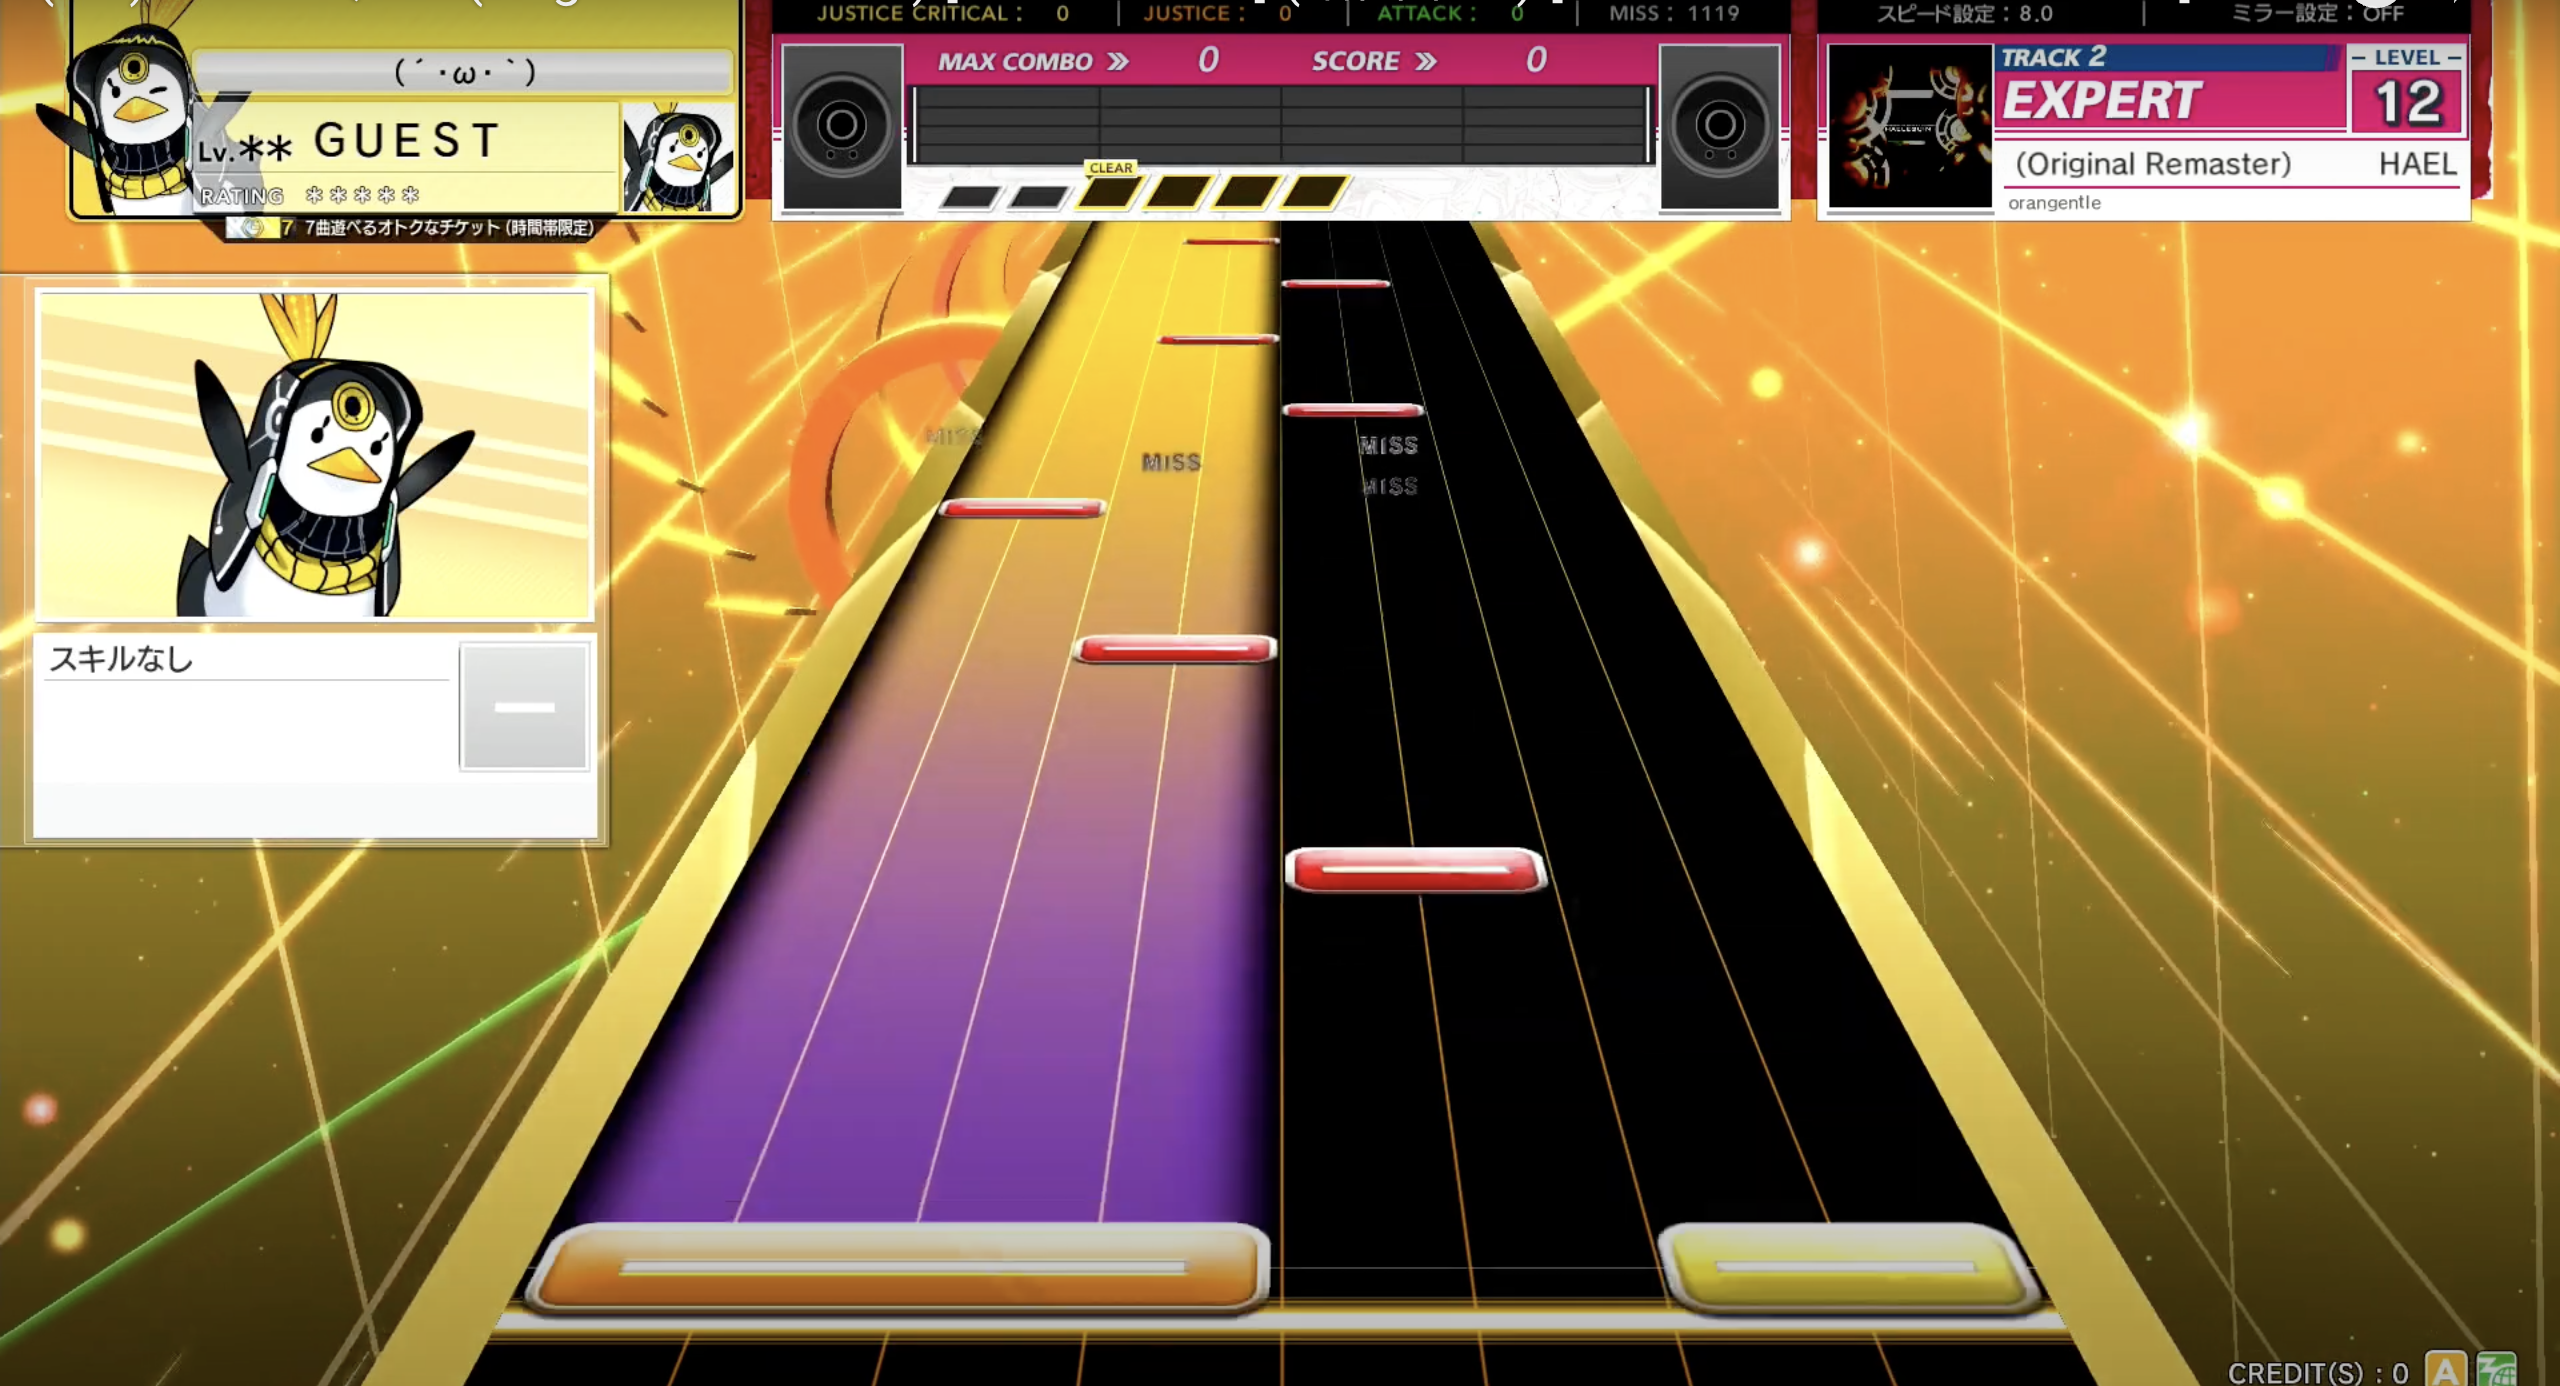 JUSTICE CRITICAL : 0 | JUSTICE : 0 | ATTACK : 0 | MISS : 1119
スピード設定：8.0 | ミラー設定：OFF
(´・ω・｀)
Lv.** GUEST
RATING *****
7 7曲遊べるオトクなチケット (時間帯限定)
MAX COMBO » 0 SCORE » 0
CLEAR
TRACK 2
EXPERT
LEVEL
12
(Original Remaster) HAEL
orangentle
MISS
MISS
MISS
MISS
スキルなし
CREDIT(S) : 0 A